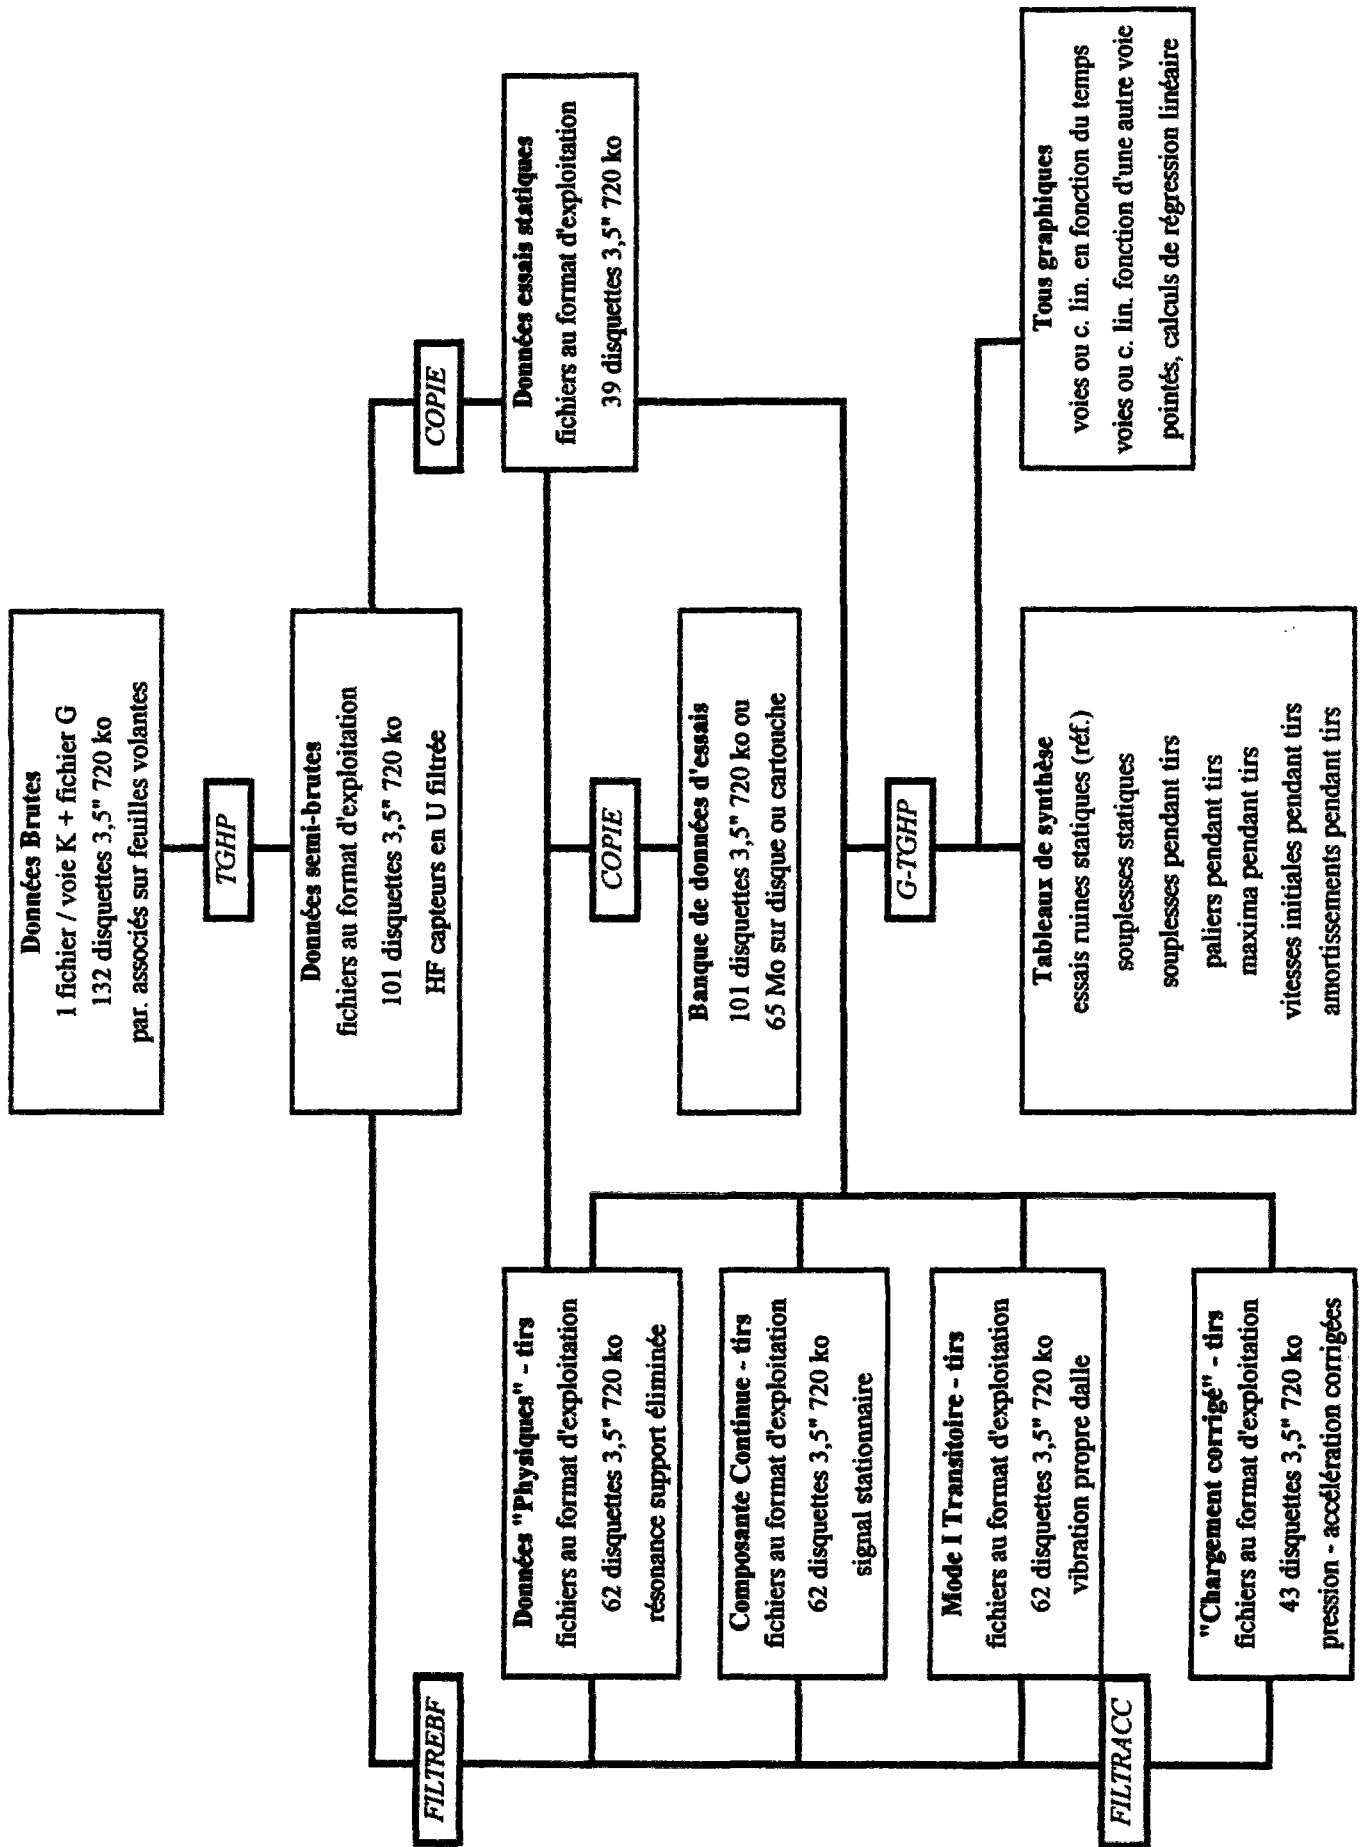 Données Brutes
1 fichier / voie K + fichier G
132 disquettes 3,5" 720 ko
par. associés sur feuilles volantes
TGHP
Données semi-brutes
fichiers au format d'exploitation
101 disquettes 3,5" 720 ko
HF capteurs en U filtrée
FILTREBF
COPIE
Données "Physiques" - tirs
fichiers au format d'exploitation
62 disquettes 3,5" 720 ko
résonance support éliminée
Données essais statiques
fichiers au format d'exploitation
39 disquettes 3,5" 720 ko
COPIE
Composante Continue - tirs
fichiers au format d'exploitation
62 disquettes 3,5" 720 ko
signal stationnaire
Banque de données d'essais
101 disquettes 3,5" 720 ko ou
65 Mo sur disque ou cartouche
Mode I Transitoire - tirs
fichiers au format d'exploitation
62 disquettes 3,5" 720 ko
vibration propre dalle
G-TGHP
FILTRACC
"Chargement corrigé" - tirs
fichiers au format d'exploitation
43 disquettes 3,5" 720 ko
pression - accélération corrigées
Tableaux de synthèse
essais ruines statiques (réf.)
souplesses statiques
souplesses pendant tirs
paliers pendant tirs
maxima pendant tirs
vitesses initiales pendant tirs
amortissements pendant tirs
Tous graphiques
voies ou c. lin. en fonction du temps
voies ou c. lin. fonction d'une autre voie
pointés, calculs de régression linéaire